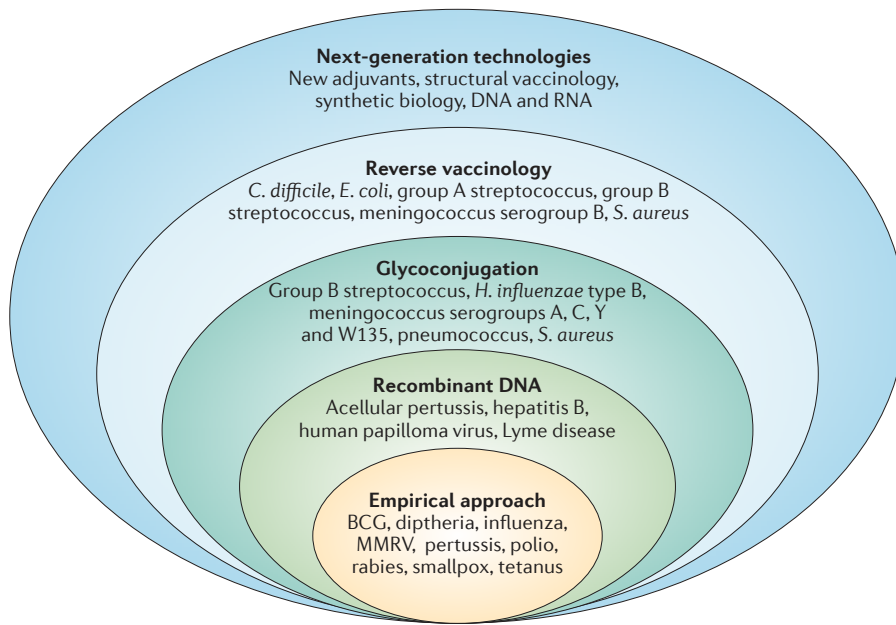 Next-generation technologies
New adjuvants, structural vaccinology,
synthetic biology, DNA and RNA
Reverse vaccinology
C. difficile, E. coli, group A streptococcus, group B
streptococcus, meningococcus serogroup B, S. aureus
Glycoconjugation
Group B streptococcus, H. influenzae type B,
meningococcus serogroups A, C, Y
and W135, pneumococcus, S. aureus
Recombinant DNA
Acellular pertussis, hepatitis B,
human papilloma virus, Lyme disease
Empirical approach
BCG, diptheria, influenza,
MMRV, pertussis, polio,
rabies, smallpox, tetanus